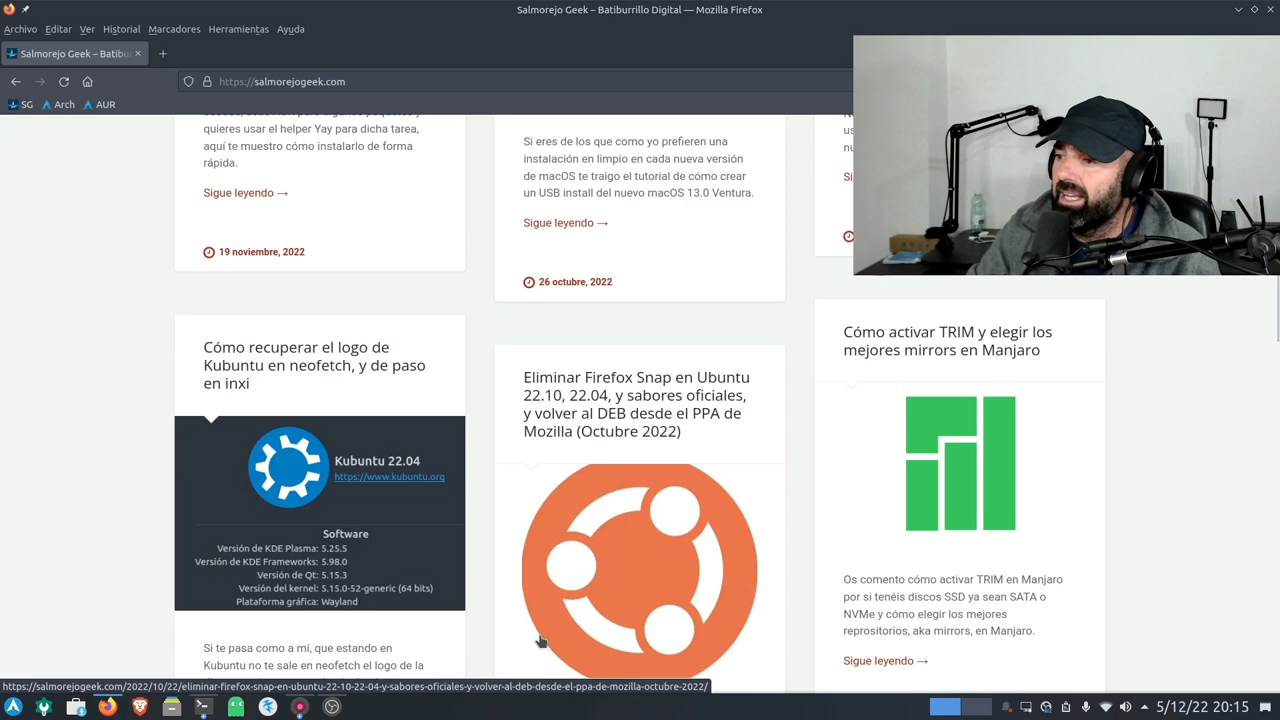 Salmorejo Geek – Batiburrillo Digital — Mozilla Firefox
Archivo Editar Ver Historial Marcadores Herramientas Ayuda
Salmorejo Geek – Batibur
https://salmorejogeek.com
SG Arch AUR
quieres usar el helper Yay para dicha tarea,
aquí te muestro cómo instalarlo de forma
rápida.
Sigue leyendo →
19 noviembre, 2022
Si eres de los que como yo prefieren una
instalación en limpio en cada nueva versión
de macOS te traigo el tutorial de cómo crear
un USB install del nuevo macOS 13.0 Ventura.
Sigue leyendo →
26 octubre, 2022
Cómo recuperar el logo de
Kubuntu en neofetch, y de paso
en inxi
Kubuntu 22.04
https://www.kubuntu.org
Software
Versión de KDE Plasma: 5.25.5
Versión de KDE Frameworks: 5.98.0
Versión de Qt: 5.15.3
Versión del kernel: 5.15.0-52-generic (64 bits)
Plataforma gráfica: Wayland
Si te pasa como a mí, que estando en
Kubuntu no te sale en neofetch el logo de la
Eliminar Firefox Snap en Ubuntu
22.10, 22.04, y sabores oficiales,
y volver al DEB desde el PPA de
Mozilla (Octubre 2022)
Cómo activar TRIM y elegir los
mejores mirrors en Manjaro
Os comento cómo activar TRIM en Manjaro
por si tenéis discos SSD ya sean SATA o
NVMe y cómo elegir los mejores
reprositorios, aka mirrors, en Manjaro.
Sigue leyendo →
https://salmorejogeek.com/2022/10/22/eliminar-firefox-snap-en-ubuntu-22-10-22-04-y-sabores-oficiales-y-volver-al-deb-desde-el-ppa-de-mozilla-octubre-2022/
5/12/22 20:15